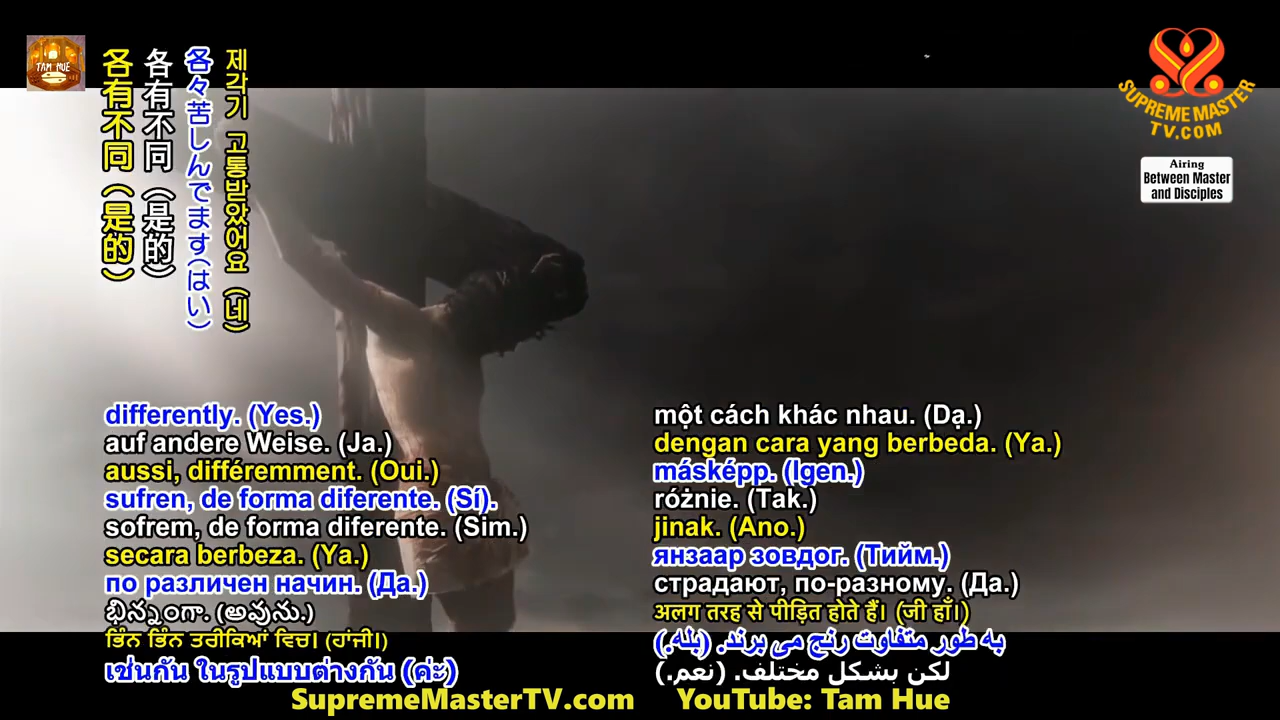 TAM HUE
各有不同（是的）
各有不同（是的）
各々苦しんでます(はい)
제각기 고통받았어요 (네)
SUPREME MASTER
TV.COM
Airing
Between Master
and Disciples
differently. (Yes.)
auf andere Weise. (Ja.)
aussi, différemment. (Oui.)
sufren, de forma diferente. (Sí).
sofrem, de forma diferente. (Sim.)
secara berbeza. (Ya.)
по различен начин. (Да.)
భిన్నంగా. (అవును.)
ਭਿੰਨ ਭਿੰਨ ਤਰੀਕਿਆਂ ਵਿਚ। (ਹਾਂਜੀ।)
เช่นกัน ในรูปแบบต่างกัน (ค่ะ)
một cách khác nhau. (Dạ.)
dengan cara yang berbeda. (Ya.)
másképp. (Igen.)
różnie. (Tak.)
jinak. (Ano.)
янзаар зовдог. (Тийм.)
страдают, по-разному. (Да.)
अलग तरह से पीड़ित होते हैं। (जी हाँ।)
به طور متفاوت رنج می برند. (بله.)
لكن بشكل مختلف. (نعم.)
SupremeMasterTV.com
YouTube: Tam Hue